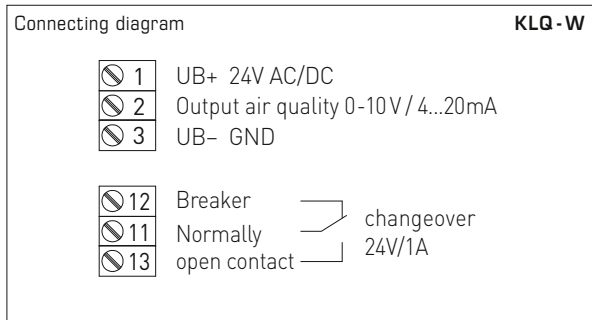 Connecting diagram KLQ-W
1 UB+ 24V AC/DC
2 Output air quality 0-10V / 4...20mA
3 UB– GND
12 Breaker
11 Normally
13 open contact
changeover
24V/1A